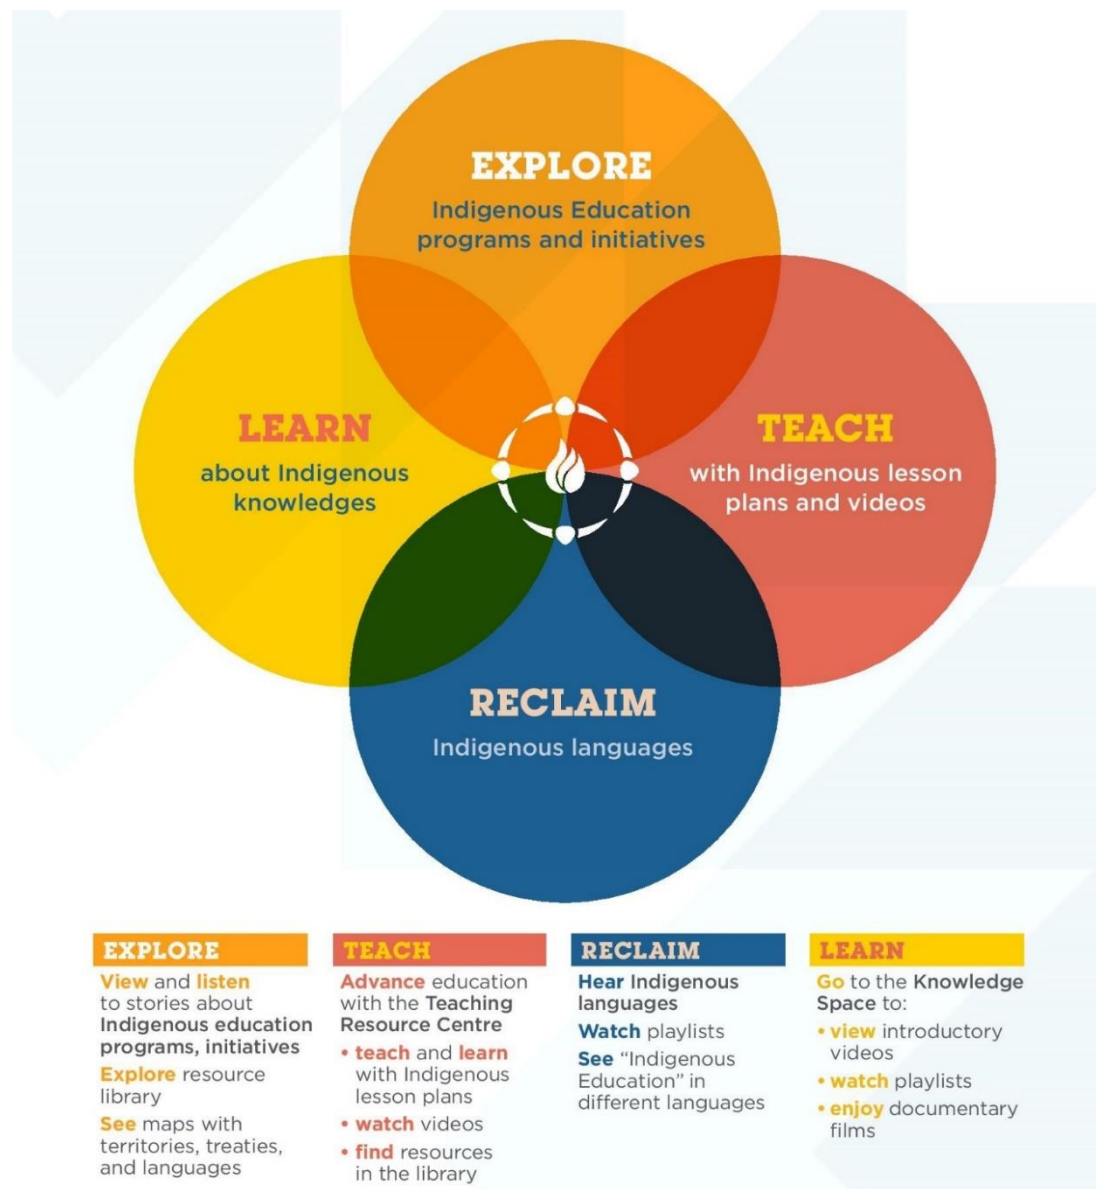 EXPLORE
Indigenous Education
programs and initiatives
LEARN
about Indigenous
knowledges
TEACH
with Indigenous lesson
plans and videos
RECLAIM
Indigenous languages
EXPLORE
View and listen
to stories about
Indigenous education
programs, initiatives
Explore resource
library
See maps with
territories, treaties,
and languages
TEACH
Advance education
with the Teaching
Resource Centre
• teach and learn
with Indigenous
lesson plans
• watch videos
• find resources
in the library
RECLAIM
Hear Indigenous
languages
Watch playlists
See “Indigenous
Education” in
different languages
LEARN
Go to the Knowledge
Space to:
• view introductory
videos
• watch playlists
• enjoy documentary
films